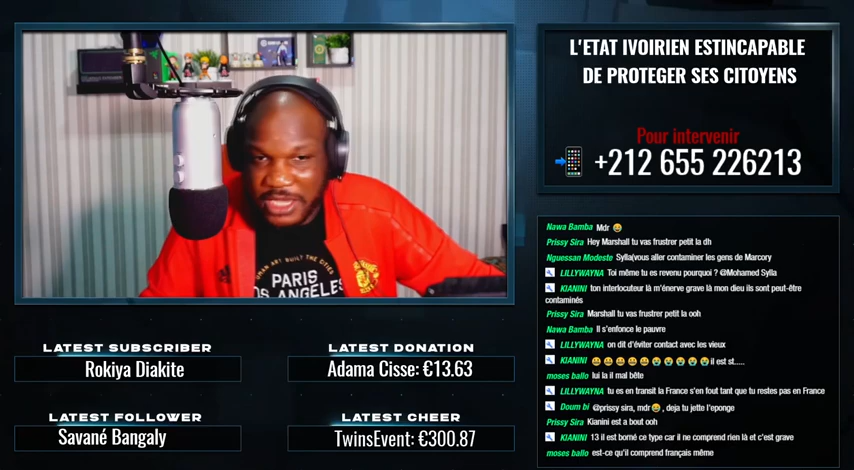 L'ETAT IVOIRIEN ESTINCAPABLE
DE PROTEGER SES CITOYENS
Pour intervenir
+212 655 226213
PARIS
LOS ANGELES
Nawa Bamba Mdr 😂
Prissy Sira Hey Marshall tu vas frustrer petit la dh
Nguessan Modeste Sylla(vous aller contaminer les gens de Marcory
LILLYWAYNA Toi même tu es revenu pourquoi ? @Mohamed Sylla
KIANINI ton interlocuteur là m'énerve grave là mon dieu ils sont peut-être
contaminés
Prissy Sira Marshall tu vas frustrer petit la ooh
Nawa Bamba Il s'enfonce le pauvre
LILLYWAYNA on dit d'éviter contact avec les vieux
KIANINI 😀😀😀😀😀😭😭😭😭😭 il est st.....
moses ballo lui la il mal bête
LILLYWAYNA tu es en transit la France s'en fout tant que tu restes pas en France
Doum bi @prissy sira, mdr😂, deja tu jette l'eponge
Prissy Sira Kianini est a bout ooh
KIANINI 13 il est borné ce type car il ne comprend rien là et c'est grave
moses ballo est-ce qu'il comprend français même
LATEST SUBSCRIBER
Rokiya Diakite
LATEST DONATION
Adama Cisse: €13.63
LATEST FOLLOWER
Savané Bangaly
LATEST CHEER
TwinsEvent: €300.87